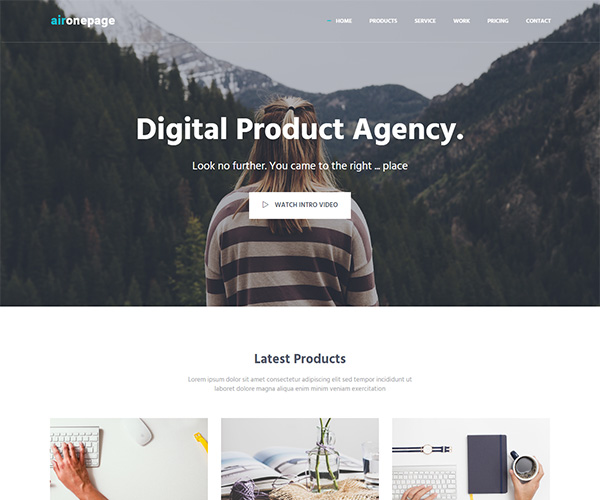 aironepage
HOME PRODUCTS SERVICE WORK PRICING CONTACT
Digital Product Agency.
Look no further. You came to the right ... place
WATCH INTRO VIDEO
Latest Products
Lorem ipsum dolor sit amet consectetur adipiscing elit sed tempor incididunt ut
laboret dolore magna aliqua enim minim veniam exercitation